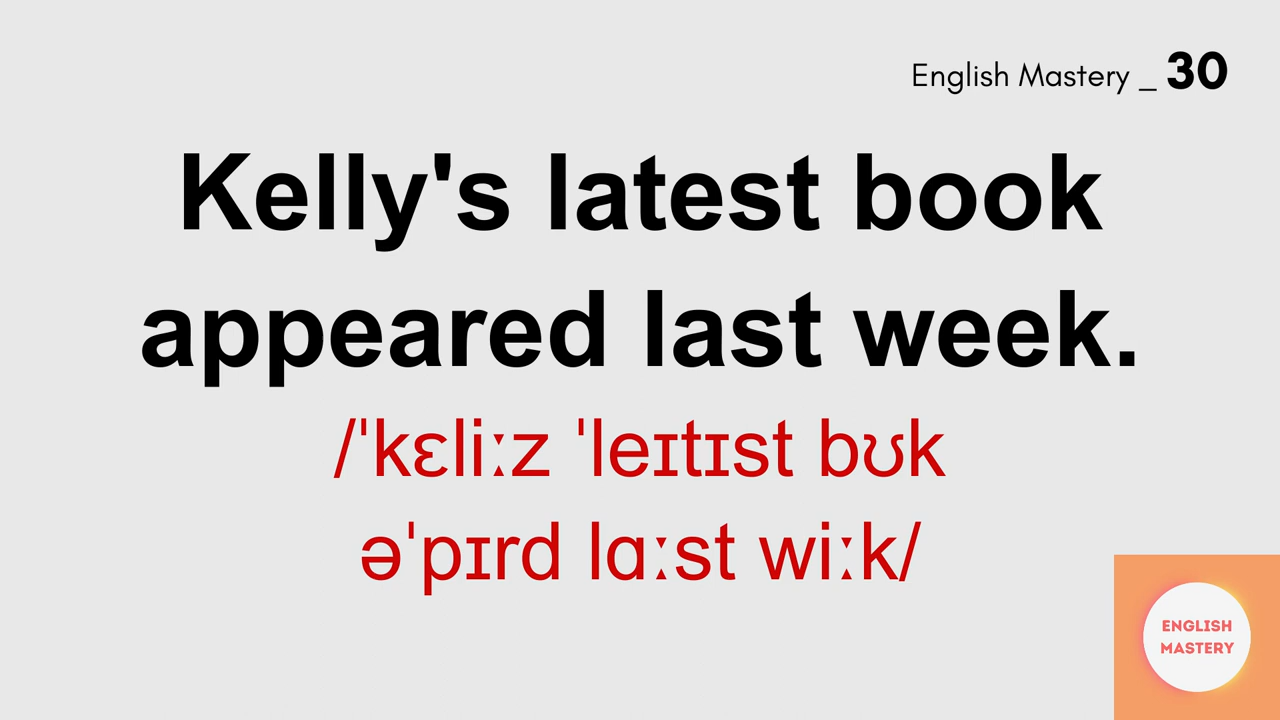 English Mastery _ 30
Kelly's latest book
appeared last week.
/ˈkɛliːz ˈleɪtɪst bʊk
əˈpɪrd lɑːst wiːk/
ENGLISH
MASTERY